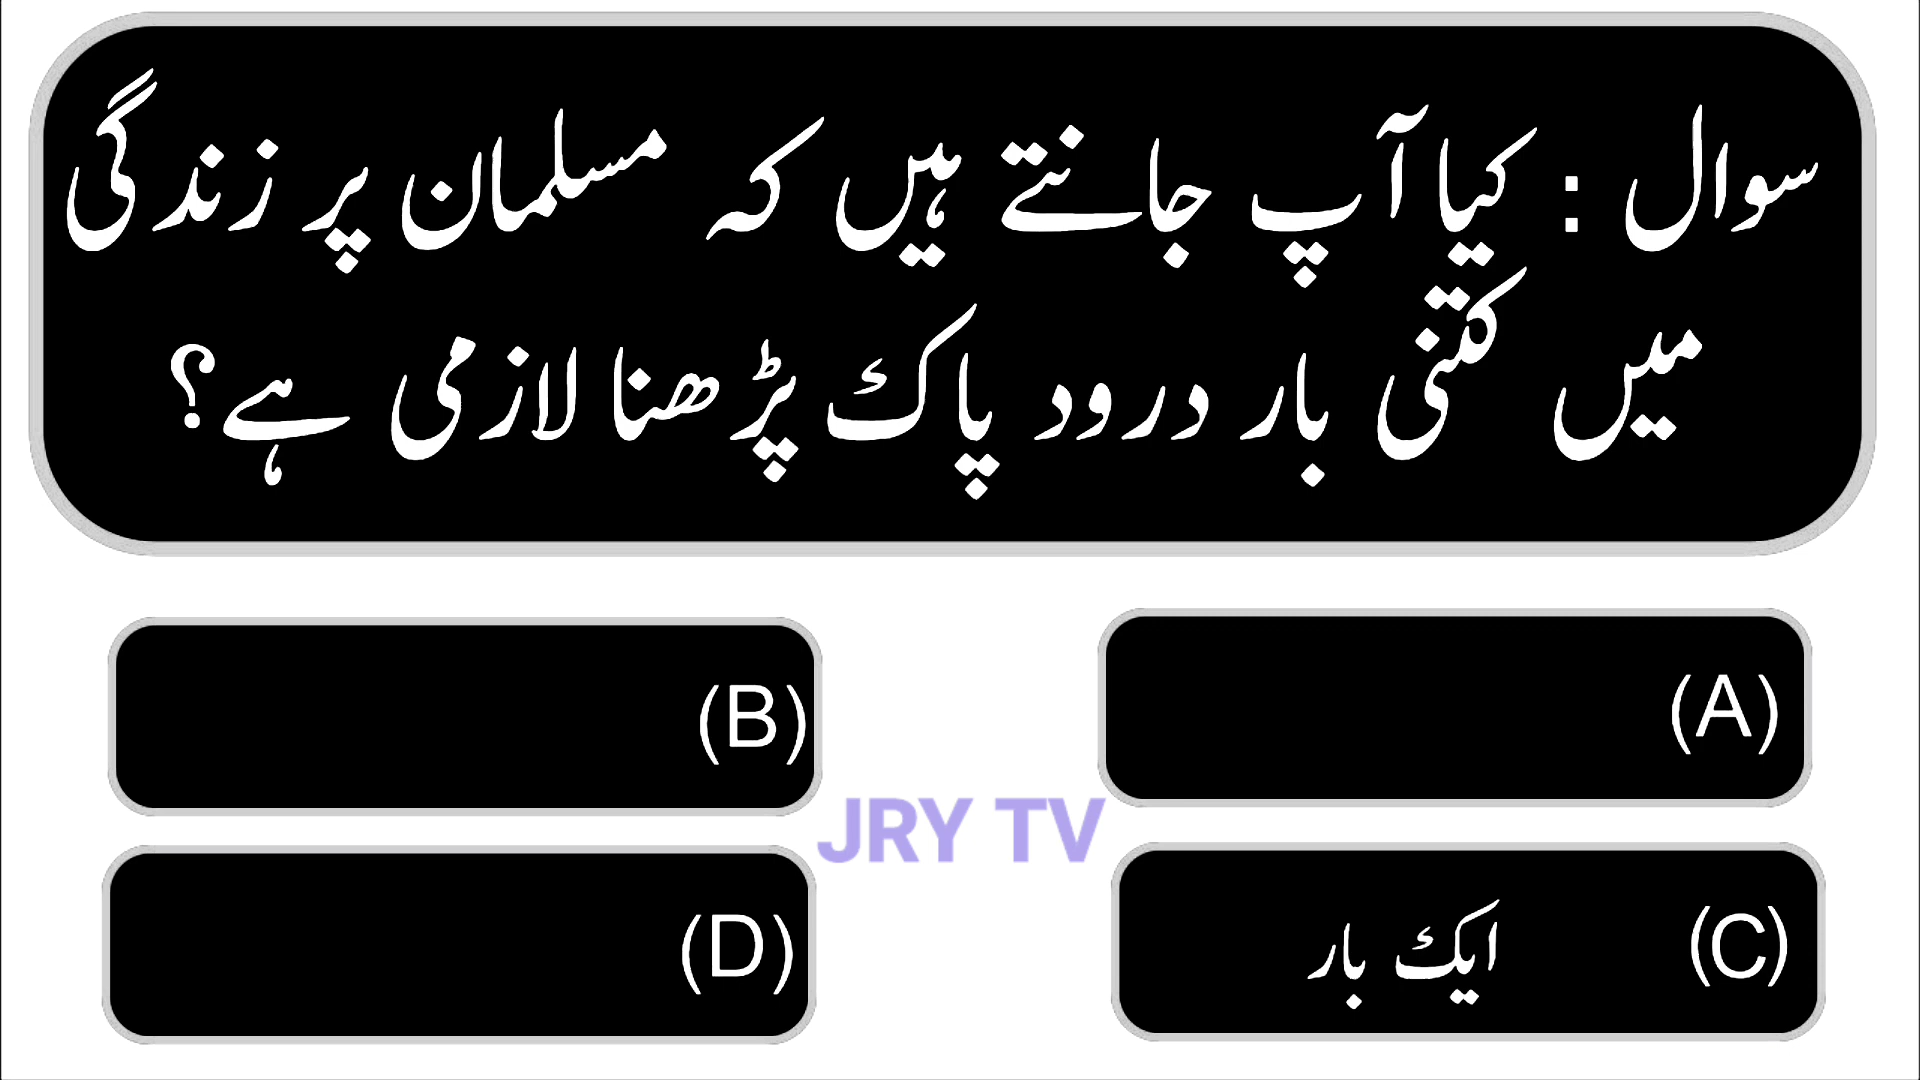 سوال : کیا آپ جانتے ہیں کہ مسلمان پر زندگی
میں کتنی بار درود پاک پڑھنا لازمی ہے؟
(A)
(B)
JRY TV
(C) ایک بار
(D)